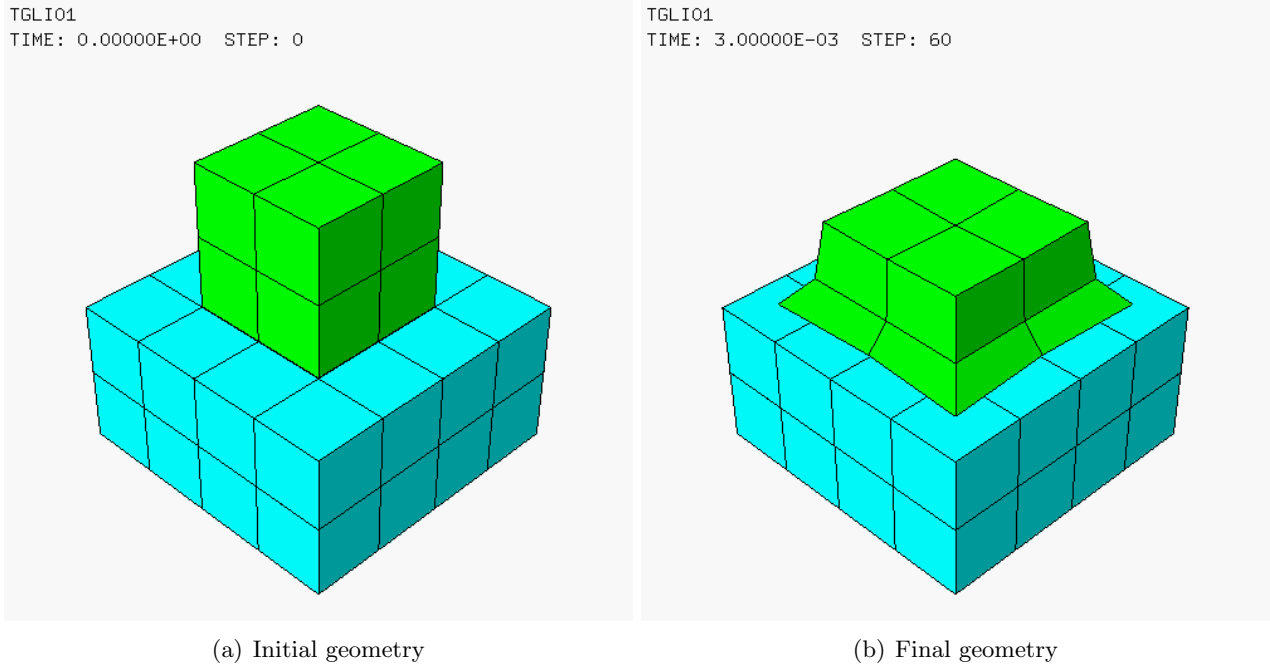 TGLIO1
TIME: 0.00000E+00 STEP: 0
TGLIO1
TIME: 3.00000E-03 STEP: 60
(a) Initial geometry
(b) Final geometry